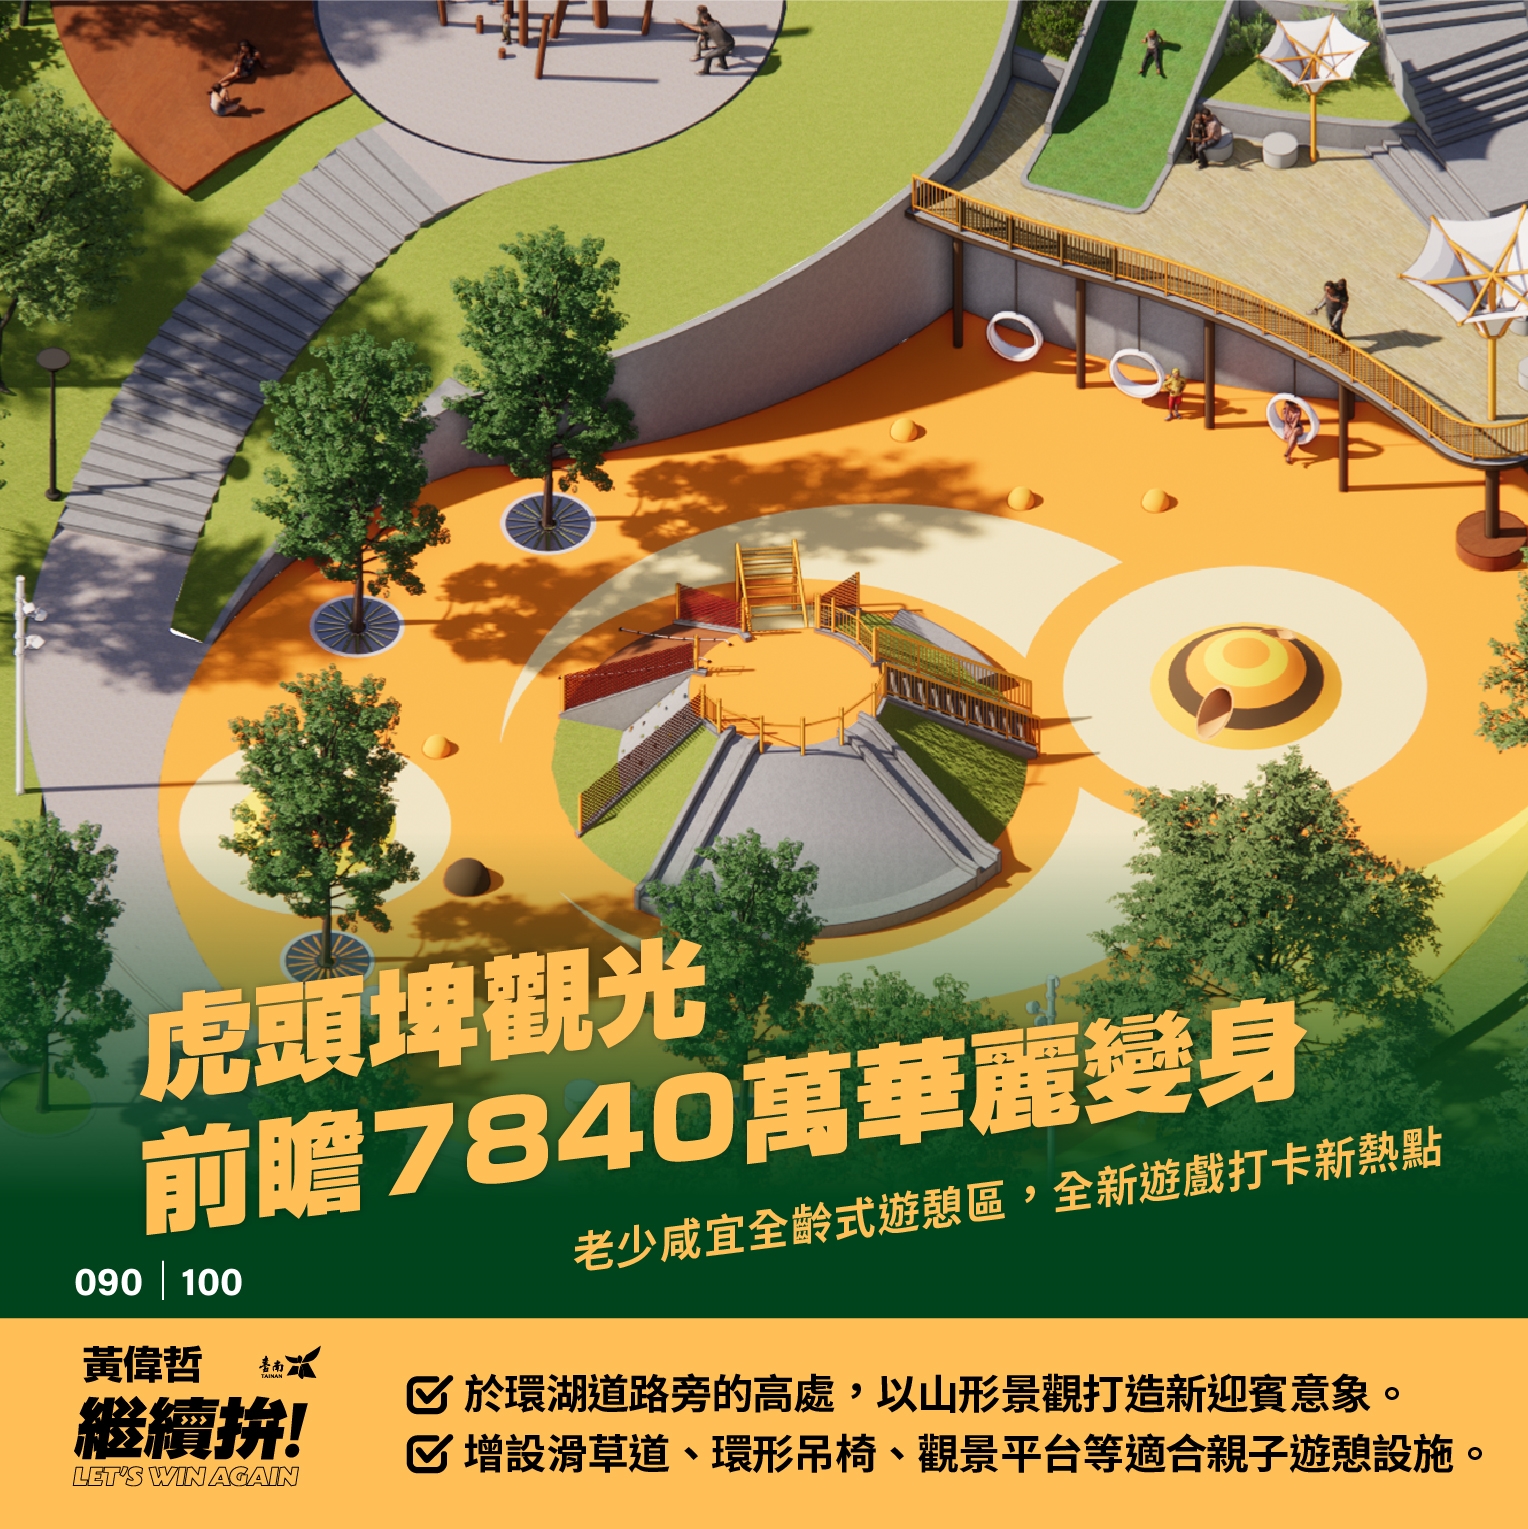 虎頭埤觀光
前瞻7840萬華麗變身
老少咸宜全齡式遊憩區，全新遊戲打卡新熱點
090｜100
黃偉哲
臺南
TAINAN
繼續拚!
LET'S WIN AGAIN
於環湖道路旁的高處，以山形景觀打造新迎賓意象。
增設滑草道、環形吊椅、觀景平台等適合親子遊憩設施。